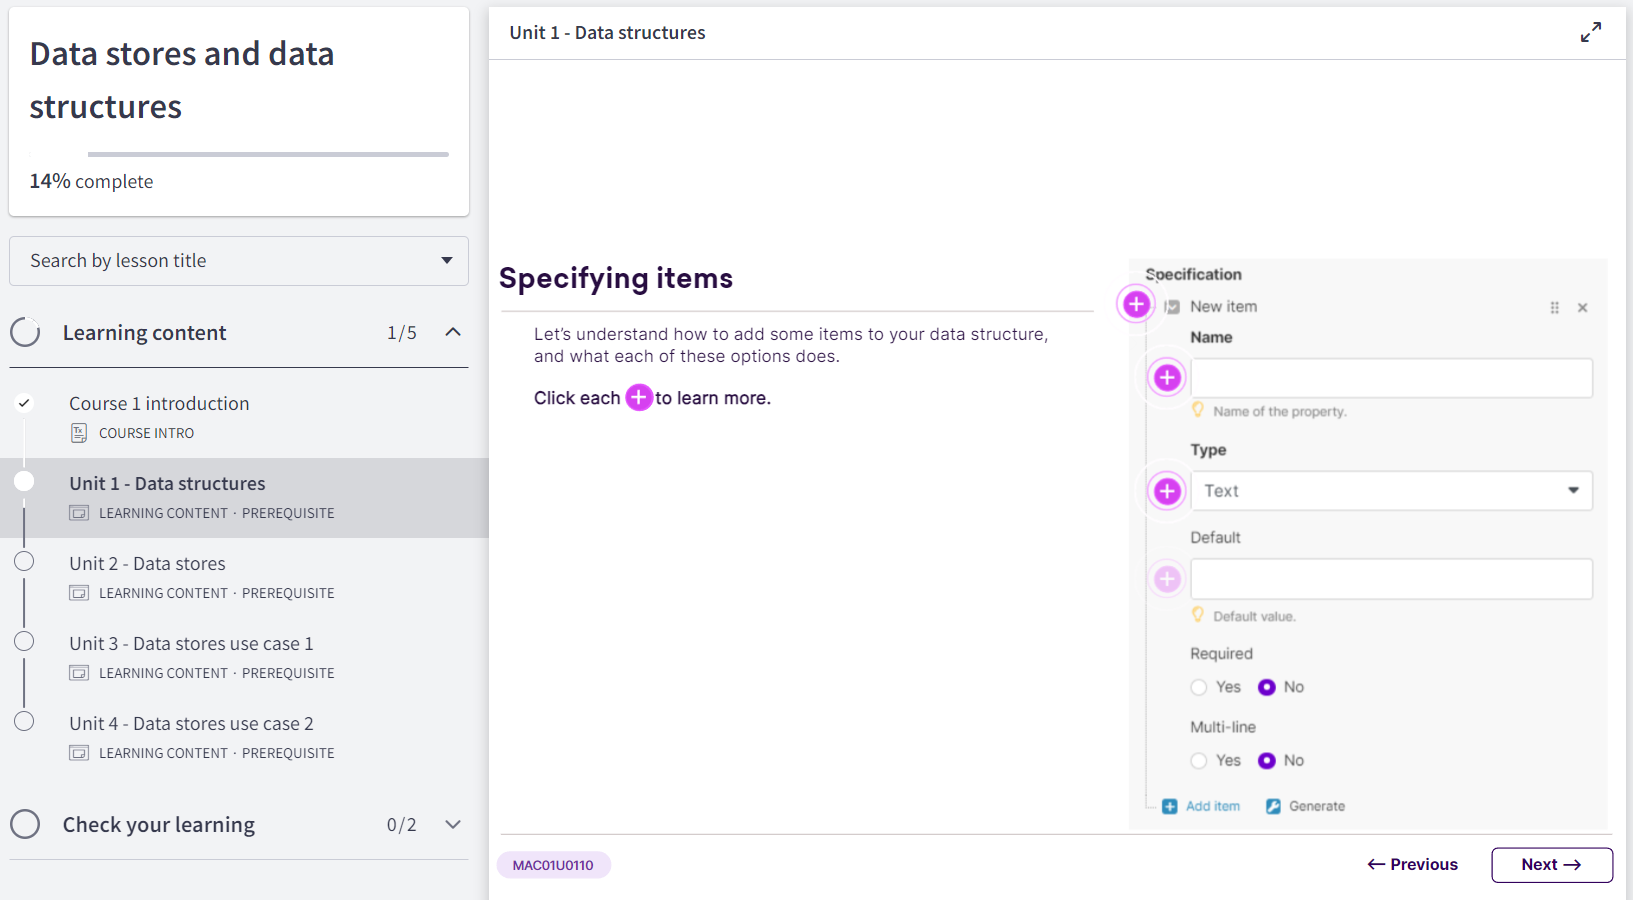 Data stores and data
structures
14% complete
Search by lesson title
Learning content 1/5
Course 1 introduction
COURSE INTRO
Unit 1 - Data structures
LEARNING CONTENT · PREREQUISITE
Unit 2 - Data stores
LEARNING CONTENT · PREREQUISITE
Unit 3 - Data stores use case 1
LEARNING CONTENT · PREREQUISITE
Unit 4 - Data stores use case 2
LEARNING CONTENT · PREREQUISITE
Check your learning 0/2
Unit 1 - Data structures
Specifying items
Let's understand how to add some items to your data structure,
and what each of these options does.
Click each + to learn more.
Specification
New item
Name
Name of the property.
Type
Text
Default
Default value.
Required
Yes No
Multi-line
Yes No
Add item Generate
MAC01U0110
← Previous Next →